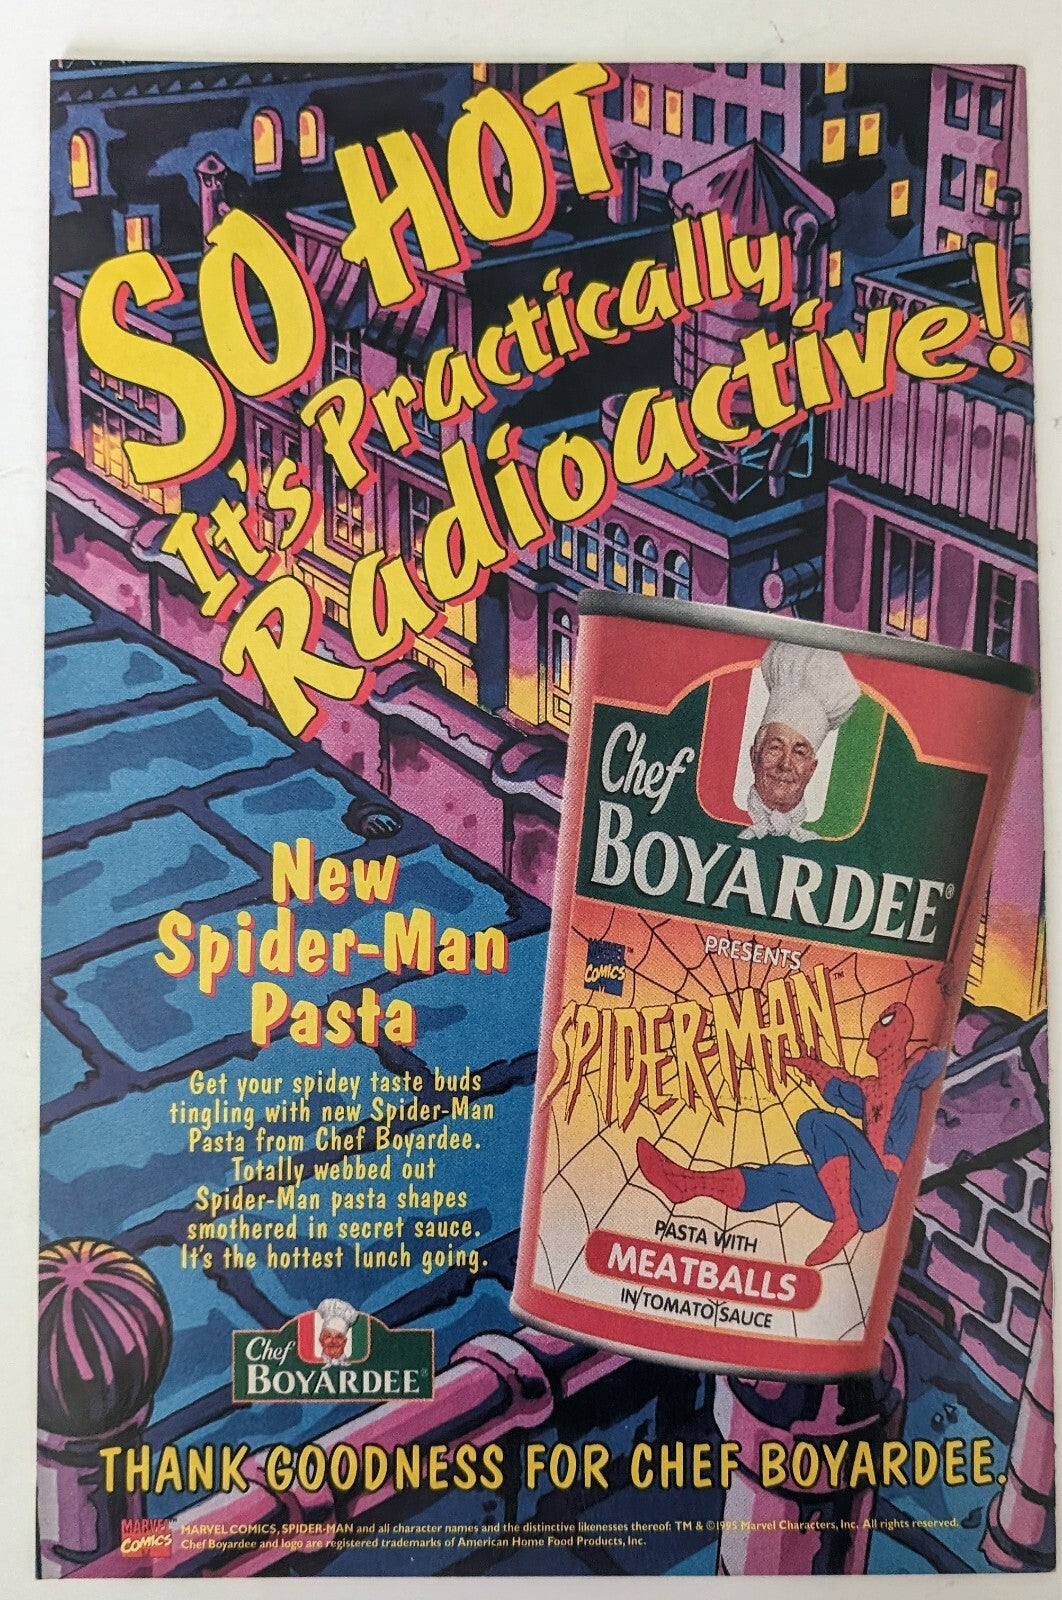 SO HOT
It's Practically
Radioactive!
Chef
BOYARDEE®
PRESENTS
MARVEL™
COMICS
SPIDER-MAN™
PASTA WITH
MEATBALLS
IN TOMATO SAUCE
New
Spider-Man
Pasta
Get your spidey taste buds
tingling with new Spider-Man
Pasta from Chef Boyardee.
Totally webbed out
Spider-Man pasta shapes
smothered in secret sauce.
It's the hottest lunch going.
Chef
BOYARDEE®
THANK GOODNESS FOR CHEF BOYARDEE.
MARVEL™
COMICS
MARVEL COMICS, SPIDER-MAN and all character names and the distinctive likenesses thereof: TM & ©1995 Marvel Characters, Inc. All rights reserved.
Chef Boyardee and logo are registered trademarks of American Home Food Products, Inc.